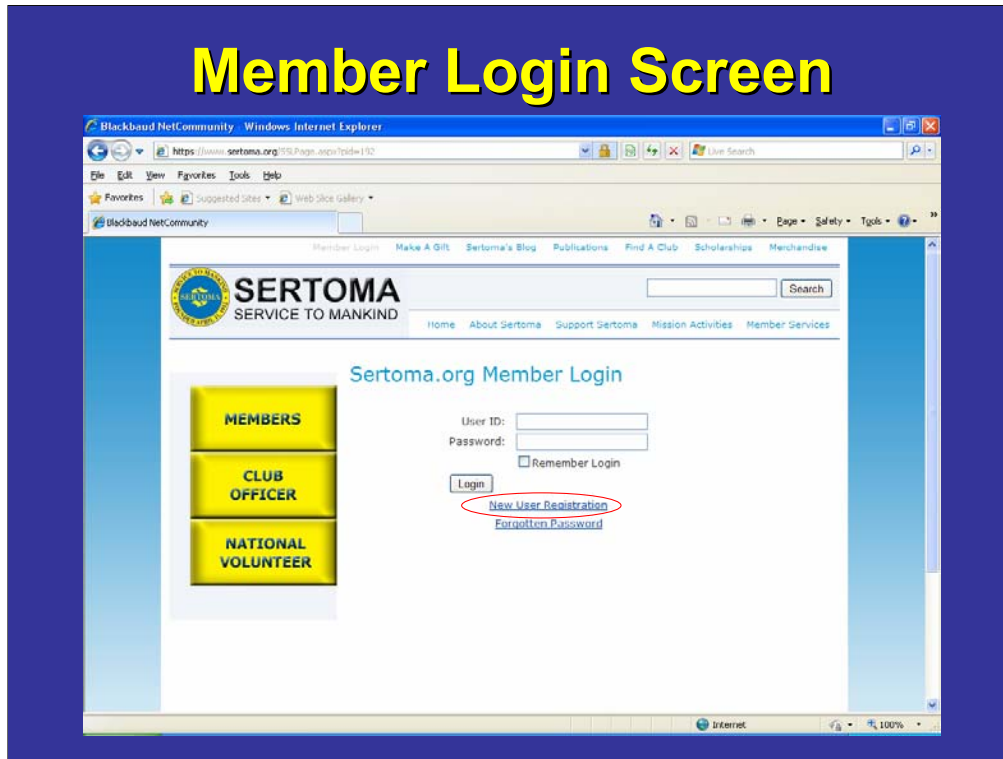 Member Login Screen
Blackbaud NetCommunity - Windows Internet Explorer
https://www.sertoma.org/SSLPage.aspx?pid=192
Live Search
File Edit View Favorites Tools Help
Favorites Suggested Sites Web Slice Gallery
Blackbaud NetCommunity Page Safety Tools »
Member Login Make A Gift Sertoma's Blog Publications Find A Club Scholarships Merchandise
SERTOMA
SERVICE TO MANKIND
Search
Home About Sertoma Support Sertoma Mission Activities Member Services
Sertoma.org Member Login
MEMBERS
CLUB
OFFICER
NATIONAL
VOLUNTEER
User ID:
Password:
Remember Login
Login
New User Registration
Forgotten Password
Internet 100%